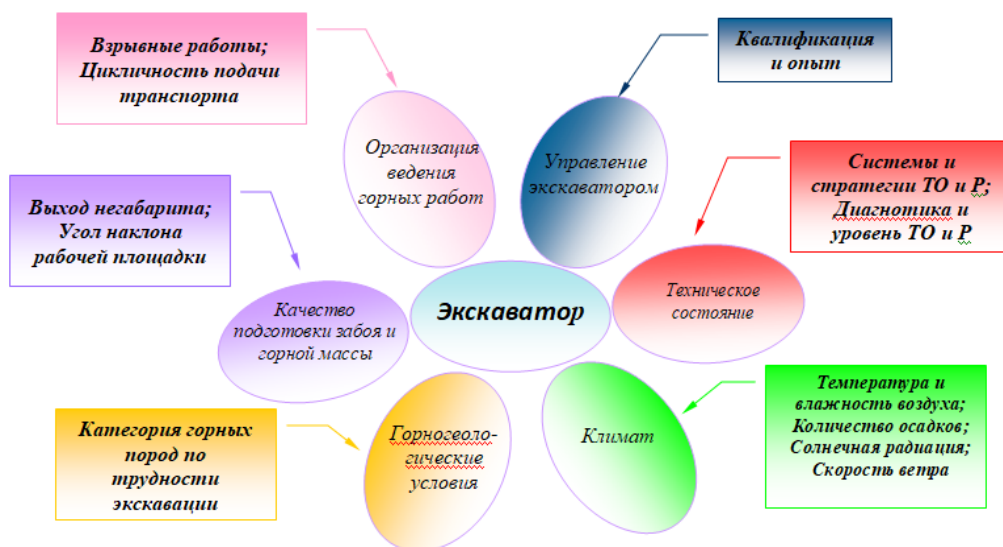 Взрывные работы;
Цикличность подачи
транспорта
Квалификация
и опыт
Организация
ведения
горных работ
Управление
экскаватором
Системы и
стратегии ТО и Р;
Диагнотика и
уровень ТО и Р
Выход негабарита;
Угол наклона
рабочей площадки
Экскаватор
Техническое
состояние
Качество
подготовки забоя и
горной массы
Температура и
влажность воздуха;
Количество осадков;
Солнечная радиация;
Скорость ветра
Категория горных
пород по
трудности
экскавации
Горногеоло-
гические
условия
Климат